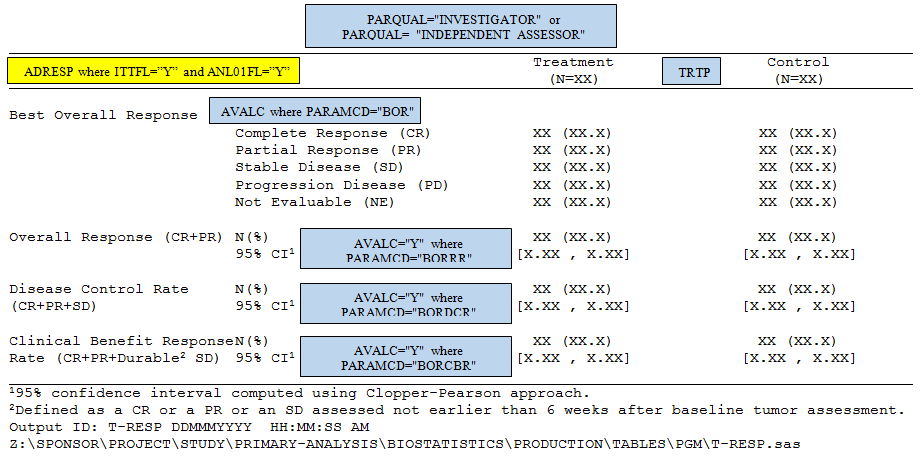 PARQUAL="INVESTIGATOR" or
PARQUAL= "INDEPENDENT ASSESSOR"
ADRESP where ITTFL="Y" and ANL01FL="Y"
Treatment
(N=XX)
TRTP
Control
(N=XX)
Best Overall Response
AVALC where PARAMCD="BOR"
Complete Response (CR) XX (XX.X) XX (XX.X)
Partial Response (PR) XX (XX.X) XX (XX.X)
Stable Disease (SD) XX (XX.X) XX (XX.X)
Progression Disease (PD) XX (XX.X) XX (XX.X)
Not Evaluable (NE) XX (XX.X) XX (XX.X)
Overall Response (CR+PR) N(%) XX (XX.X) XX (XX.X)
95% CI¹ [X.XX , X.XX] [X.XX , X.XX]
AVALC="Y" where
PARAMCD="BORRR"
Disease Control Rate N(%) XX (XX.X) XX (XX.X)
(CR+PR+SD) 95% CI¹ [X.XX , X.XX] [X.XX , X.XX]
AVALC="Y" where
PARAMCD="BORDCR"
Clinical Benefit Response N(%) XX (XX.X) XX (XX.X)
Rate (CR+PR+Durable² SD) 95% CI¹ [X.XX , X.XX] [X.XX , X.XX]
AVALC="Y" where
PARAMCD="BORCBR"
¹95% confidence interval computed using Clopper-Pearson approach.
²Defined as a CR or a PR or an SD assessed not earlier than 6 weeks after baseline tumor assessment.
Output ID: T-RESP DDMMMYYYY HH:MM:SS AM
Z:\SPONSOR\PROJECT\STUDY\PRIMARY-ANALYSIS\BIOSTATISTICS\PRODUCTION\TABLES\PGM\T-RESP.sas